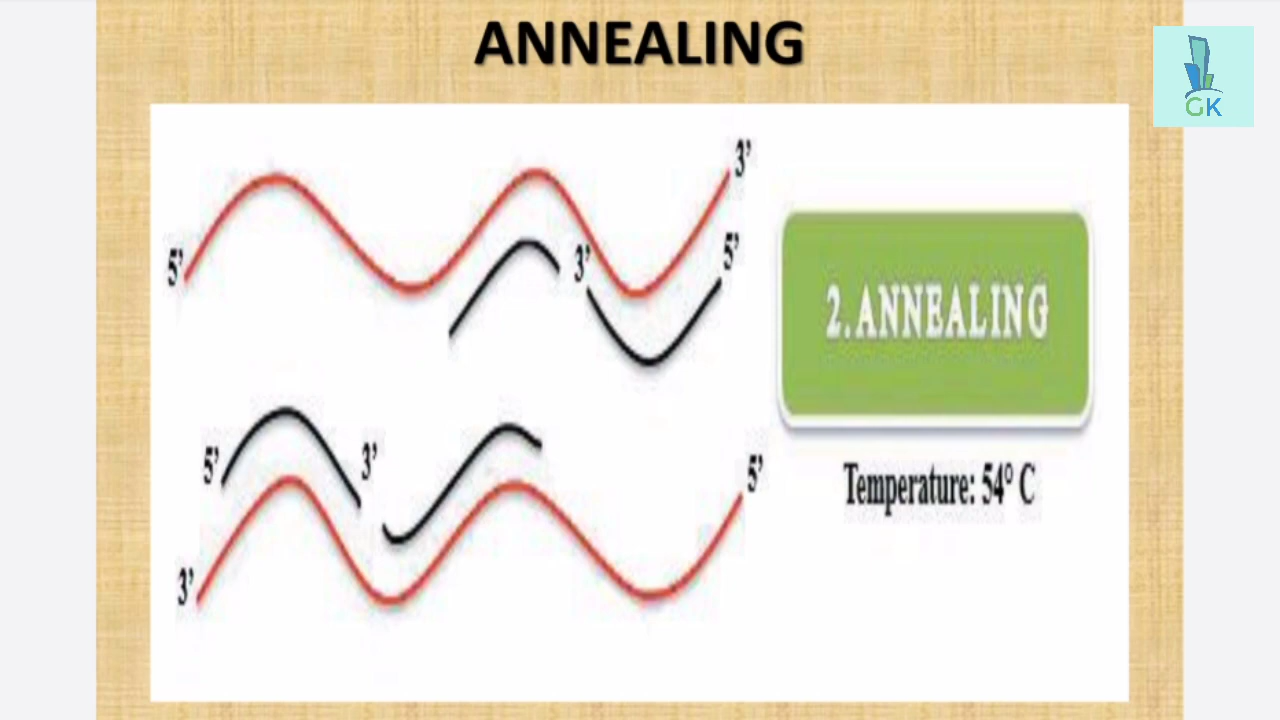 ANNEALING
GK
3’
5’
3’
5’
2. ANNEALING
5’
3’
5’
Temperature: 54° C
3’